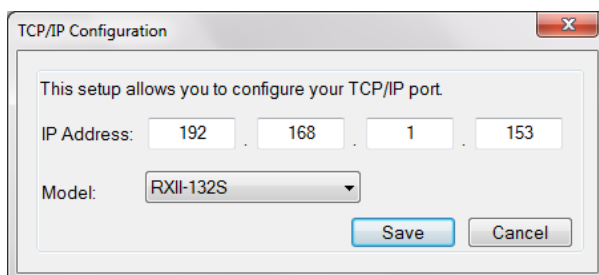 TCP/IP Configuration
This setup allows you to configure your TCP/IP port.
IP Address: 192 . 168 . 1 . 153
Model: RXII-132S
Save Cancel